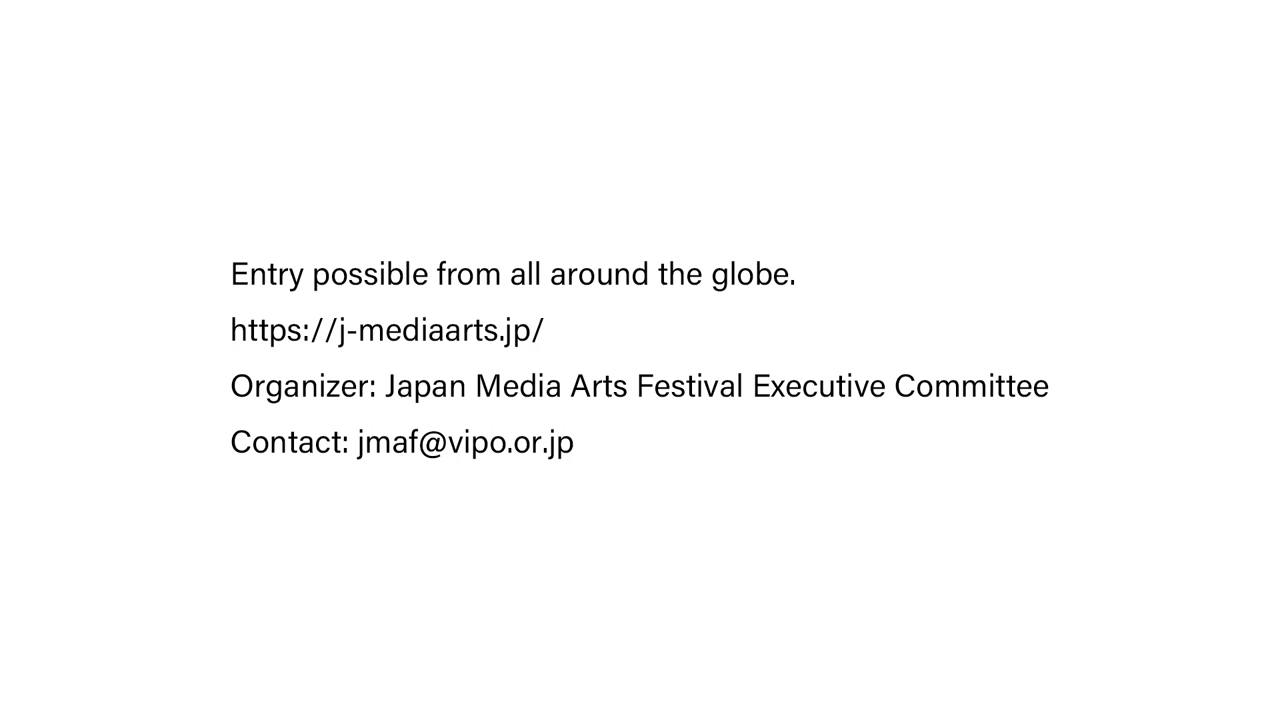 Entry possible from all around the globe.
https://j-mediaarts.jp/
Organizer: Japan Media Arts Festival Executive Committee
Contact: jmaf@vipo.or.jp